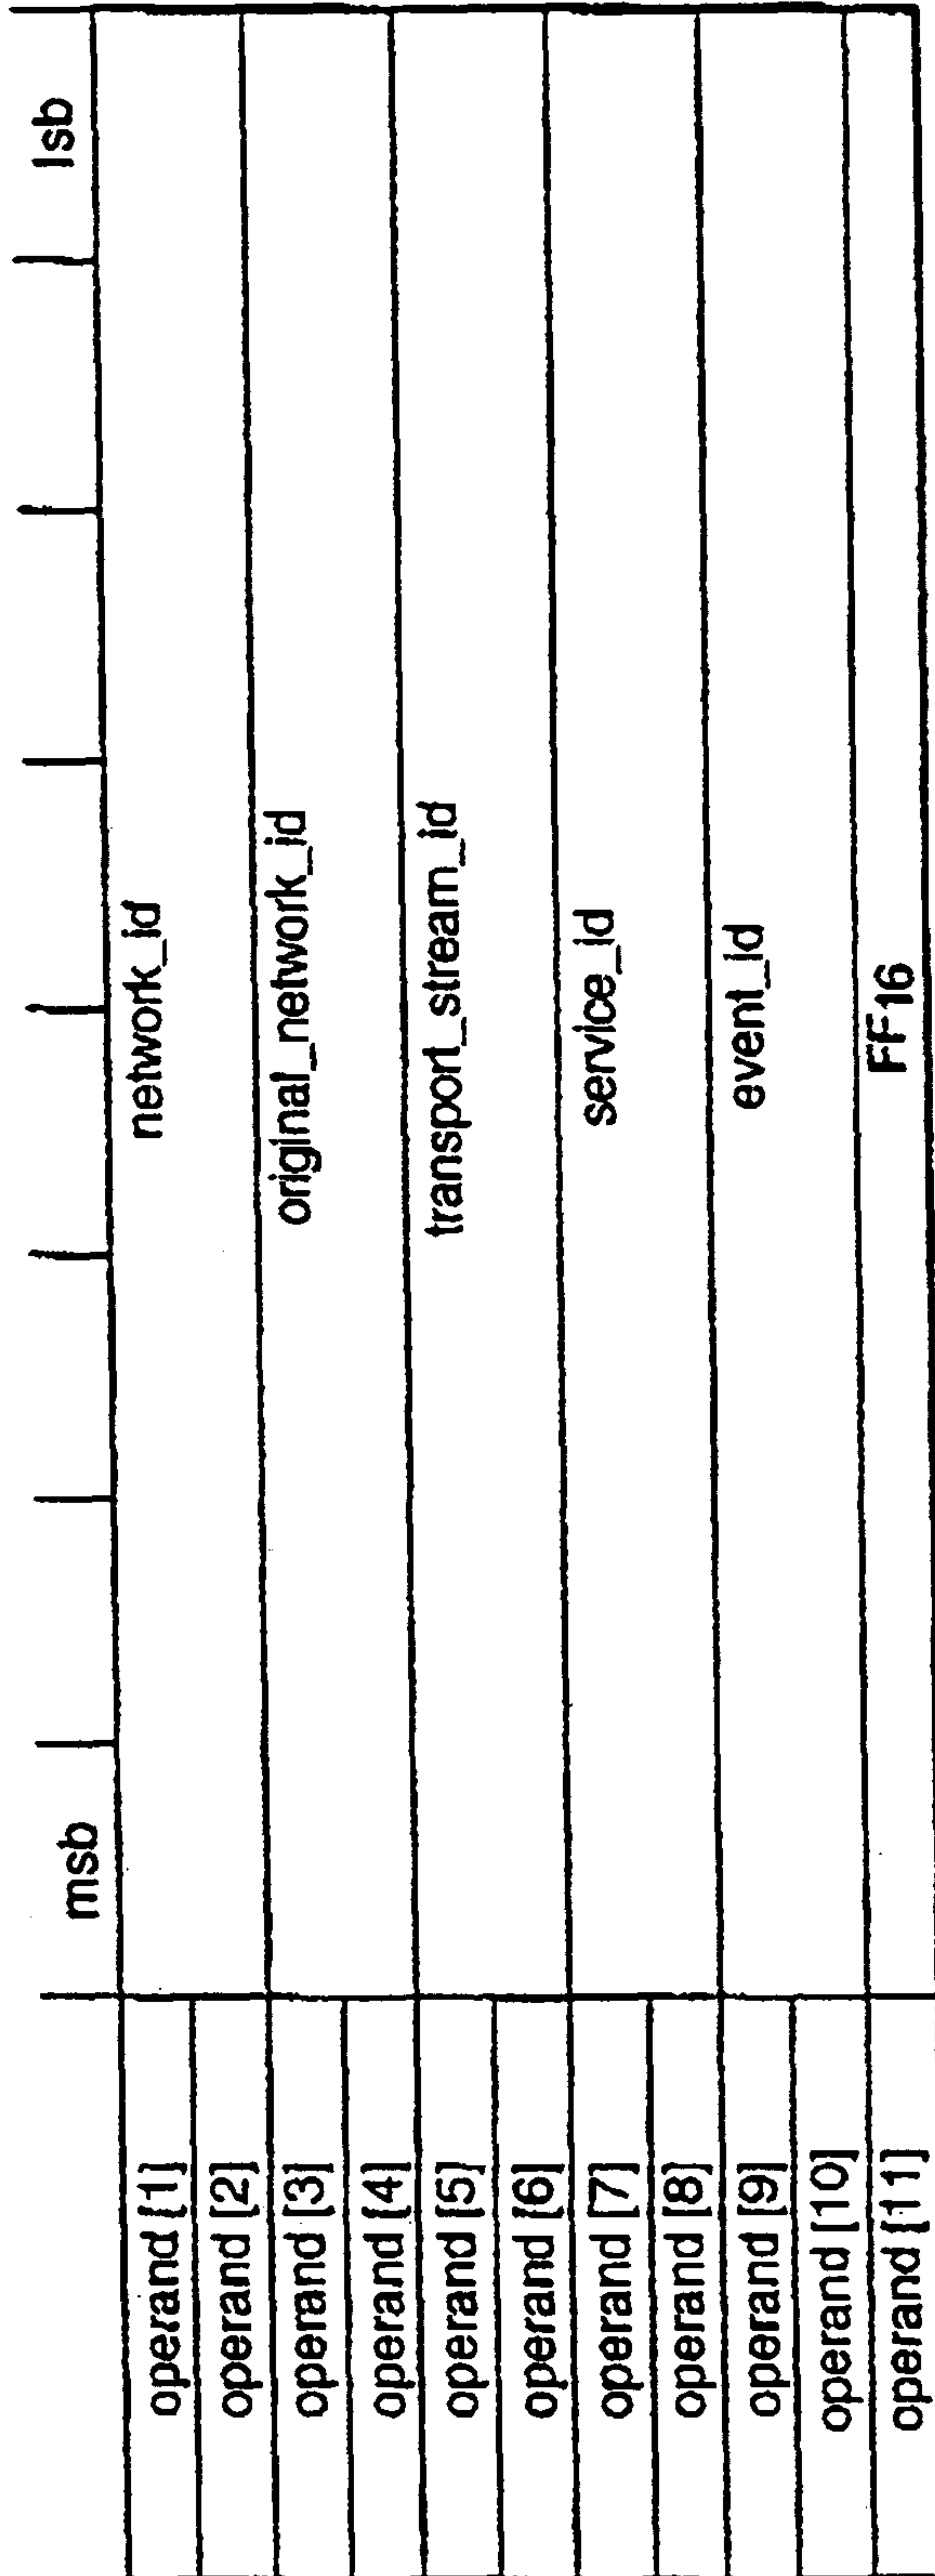 msb lsb
operand [1] network_id
operand [2]
operand [3] original_network_id
operand [4]
operand [5] transport_stream_id
operand [6]
operand [7] service_id
operand [8]
operand [9] event_id
operand [10]
operand [11] FF16